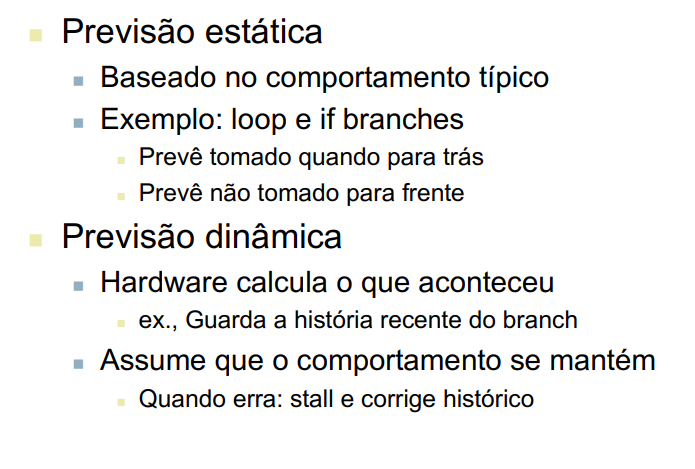 Previsão estática
Baseado no comportamento típico
Exemplo: loop e if branches
Prevê tomado quando para trás
Prevê não tomado para frente
Previsão dinâmica
Hardware calcula o que aconteceu
ex., Guarda a história recente do branch
Assume que o comportamento se mantém
Quando erra: stall e corrige histórico